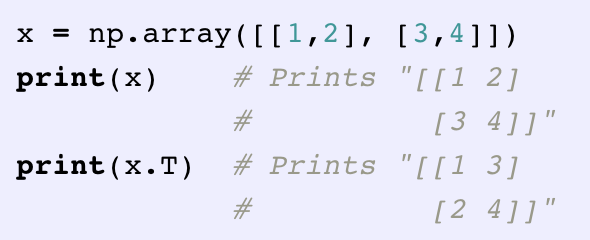 x = np.array([[1,2], [3,4]])
print(x)    # Prints "[[1 2]
            #          [3 4]]"
print(x.T)  # Prints "[[1 3]
            #          [2 4]]"